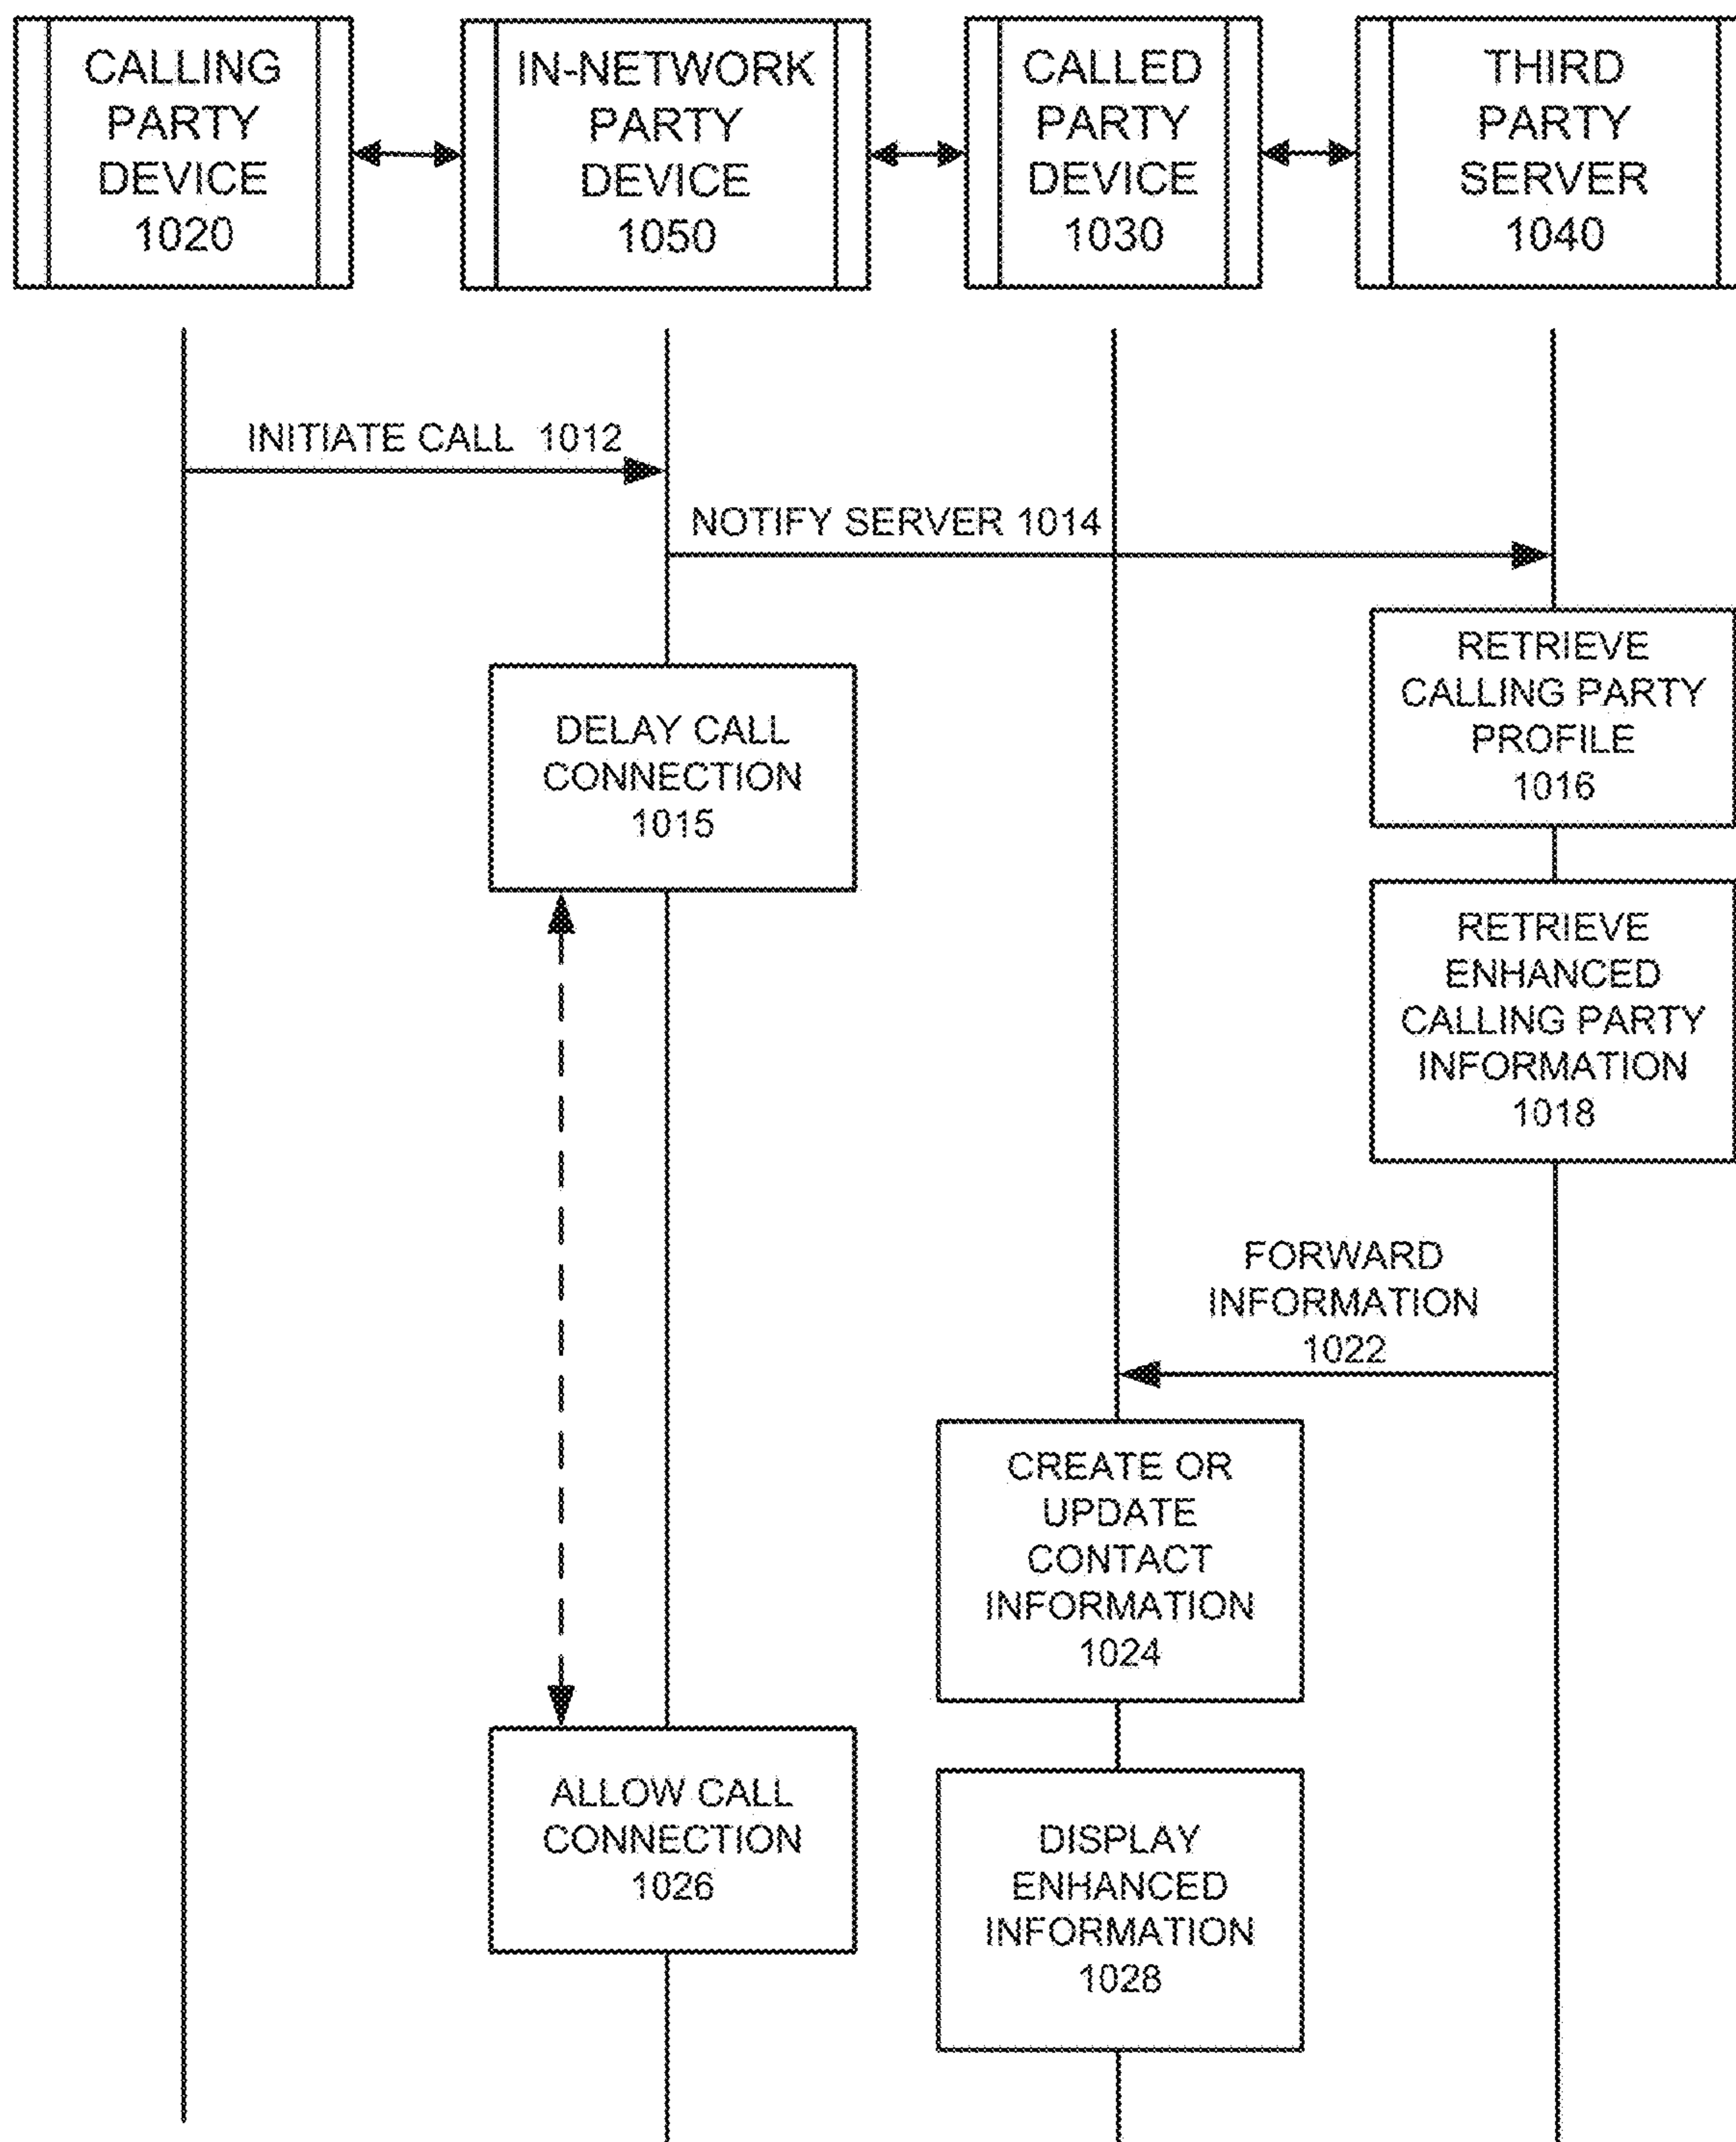 CALLING
PARTY
DEVICE
1020
IN-NETWORK
PARTY
DEVICE
1050
CALLED
PARTY
DEVICE
1030
THIRD
PARTY
SERVER
1040
INITIATE CALL 1012
NOTIFY SERVER 1014
RETRIEVE
CALLING PARTY
PROFILE
1016
DELAY CALL
CONNECTION
1015
RETRIEVE
ENHANCED
CALLING PARTY
INFORMATION
1018
FORWARD
INFORMATION
1022
CREATE OR
UPDATE
CONTACT
INFORMATION
1024
ALLOW CALL
CONNECTION
1026
DISPLAY
ENHANCED
INFORMATION
1028